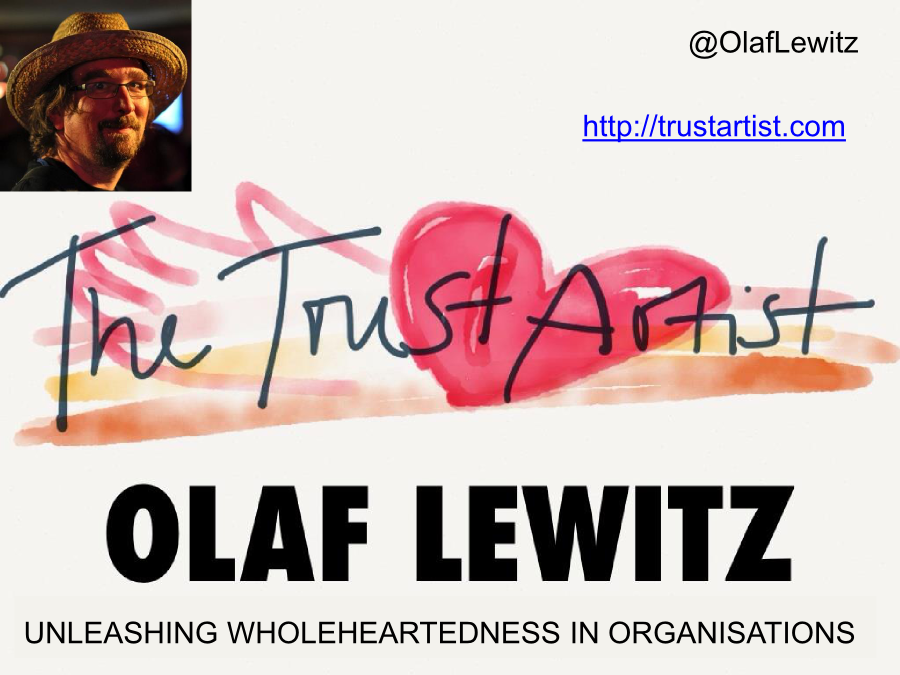 @OlafLewitz
http://trustartist.com
The Trust Artist
OLAF LEWITZ
UNLEASHING WHOLEHEARTEDNESS IN ORGANISATIONS